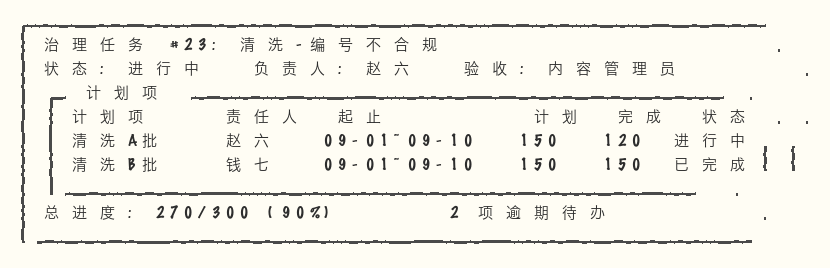 治理任务 #23: 清洗-编号不合规
状态: 进行中 负责人: 赵六 验收: 内容管理员
计划项
计划项 责任人 起止 计划 完成 状态
清洗A批 赵六 09-01~09-10 150 120 进行中
清洗B批 钱七 09-01~09-10 150 150 已完成
总进度: 270/300 (90%) 2 项逾期待办